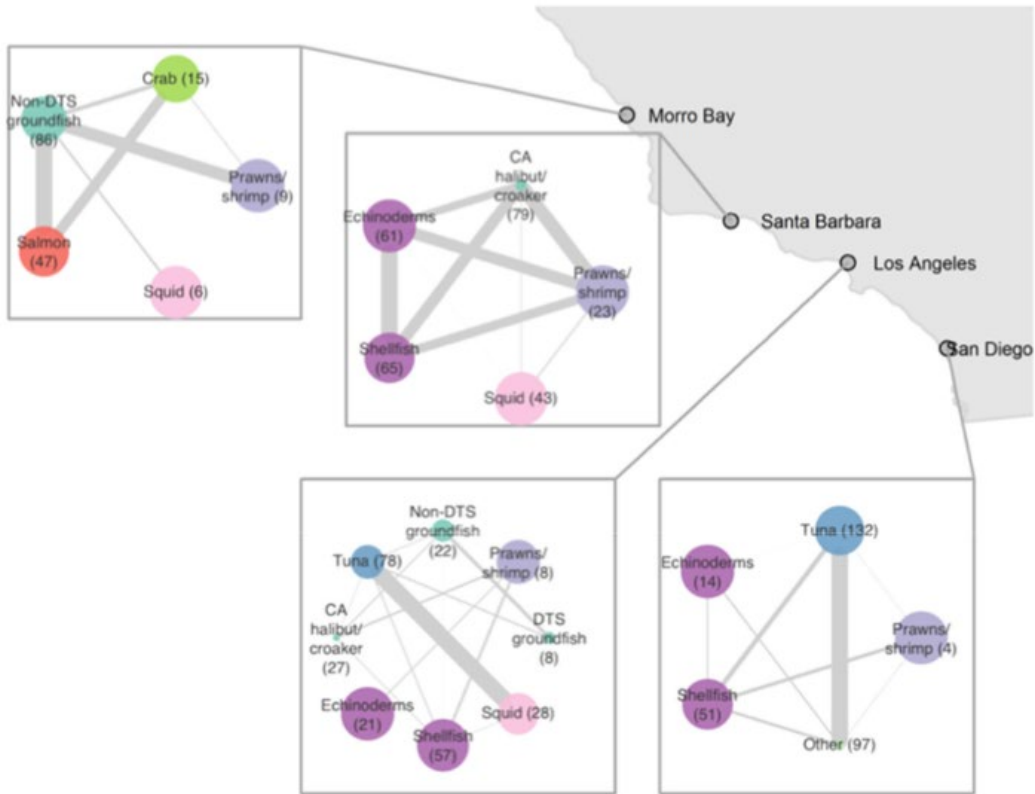 Crab (15)
Non-DTS
groundfish
(86)
Prawns/
shrimp (9)
Salmon
(47)
Squid (6)
Morro Bay
Santa Barbara
Los Angeles
San Diego
CA
halibut/
croaker
(79)
Echinoderms
(61)
Prawns/
shrimp
(23)
Shellfish
(65)
Squid (43)
Non-DTS
groundfish
(22)
Tuna (78)
Prawns/
shrimp (8)
CA
halibut/
croaker
(27)
DTS
groundfish
(8)
Echinoderms
(21)
Squid (28)
Shellfish
(57)
Tuna (132)
Echinoderms
(14)
Prawns/
shrimp (4)
Shellfish
(51)
Other (97)